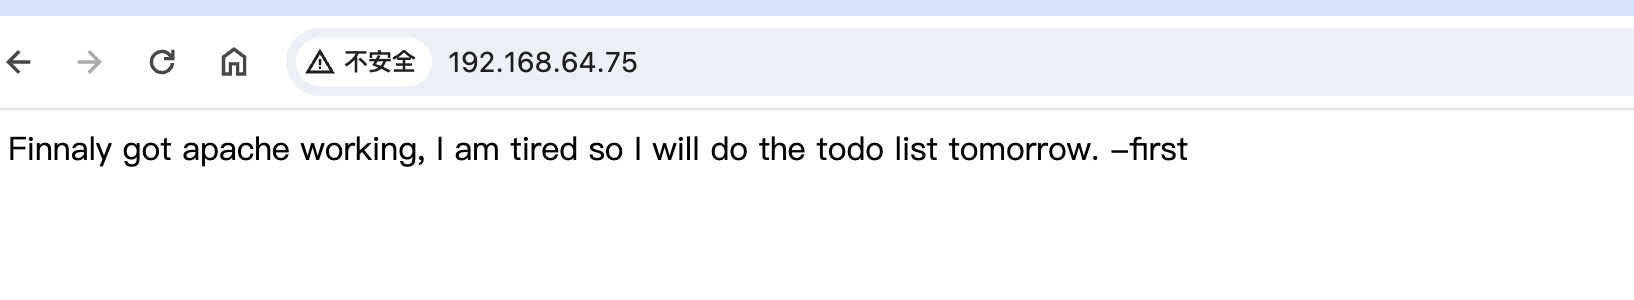 不安全 192.168.64.75
Finnaly got apache working, I am tired so I will do the todo list tomorrow. -first